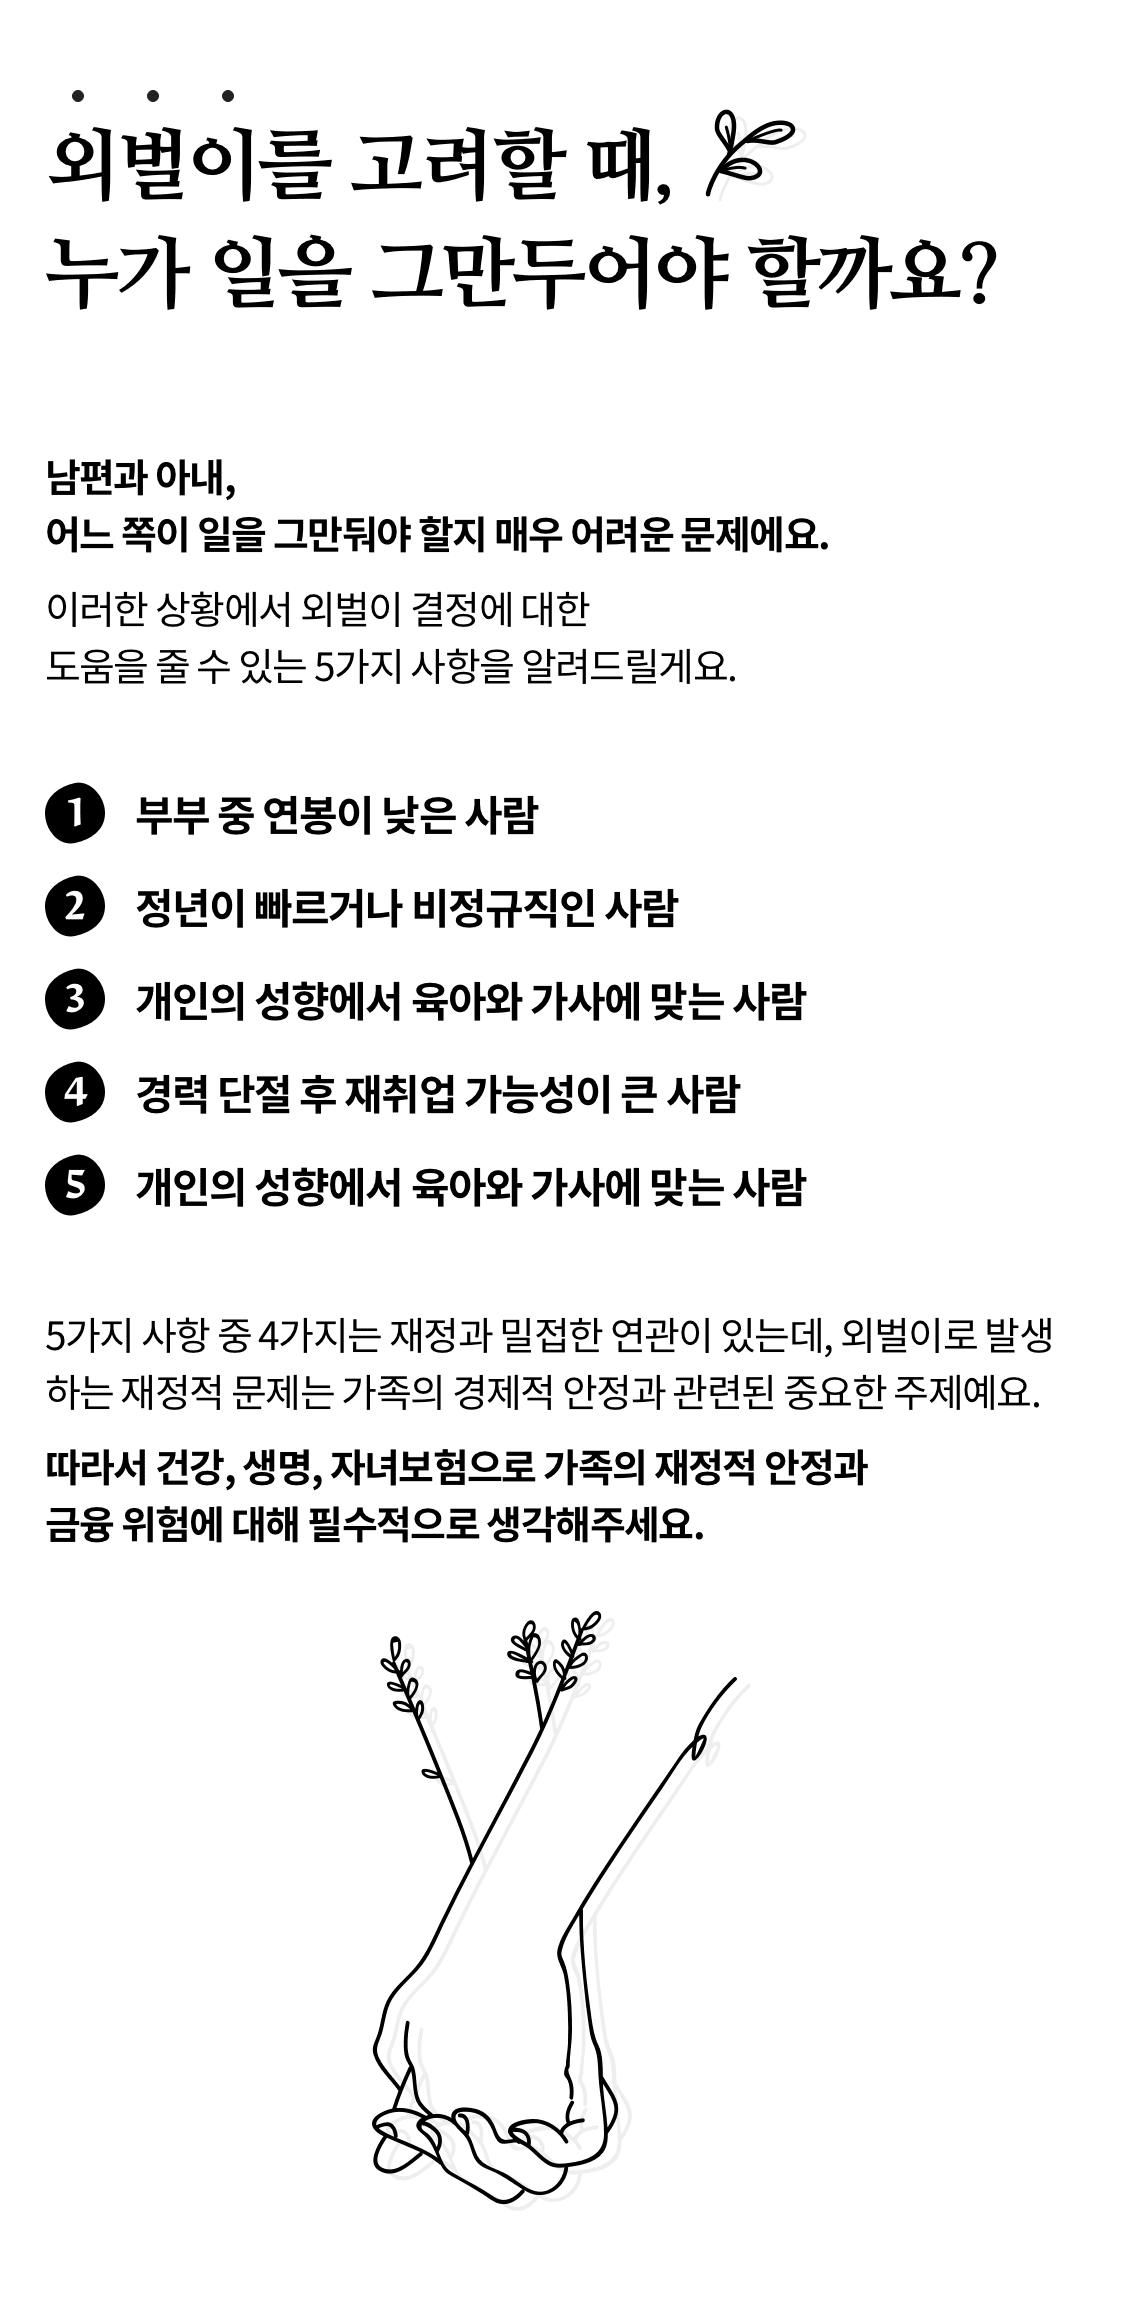 외벌이를 고려할 때,
누가 일을 그만두어야 할까요?
남편과 아내,
어느 쪽이 일을 그만둬야 할지 매우 어려운 문제에요.
이러한 상황에서 외벌이 결정에 대한
도움을 줄 수 있는 5가지 사항을 알려드릴게요.
1 부부 중 연봉이 낮은 사람
2 정년이 빠르거나 비정규직인 사람
3 개인의 성향에서 육아와 가사에 맞는 사람
4 경력 단절 후 재취업 가능성이 큰 사람
5 개인의 성향에서 육아와 가사에 맞는 사람
5가지 사항 중 4가지는 재정과 밀접한 연관이 있는데, 외벌이로 발생
하는 재정적 문제는 가족의 경제적 안정과 관련된 중요한 주제예요.
따라서 건강, 생명, 자녀보험으로 가족의 재정적 안정과
금융 위험에 대해 필수적으로 생각해주세요.